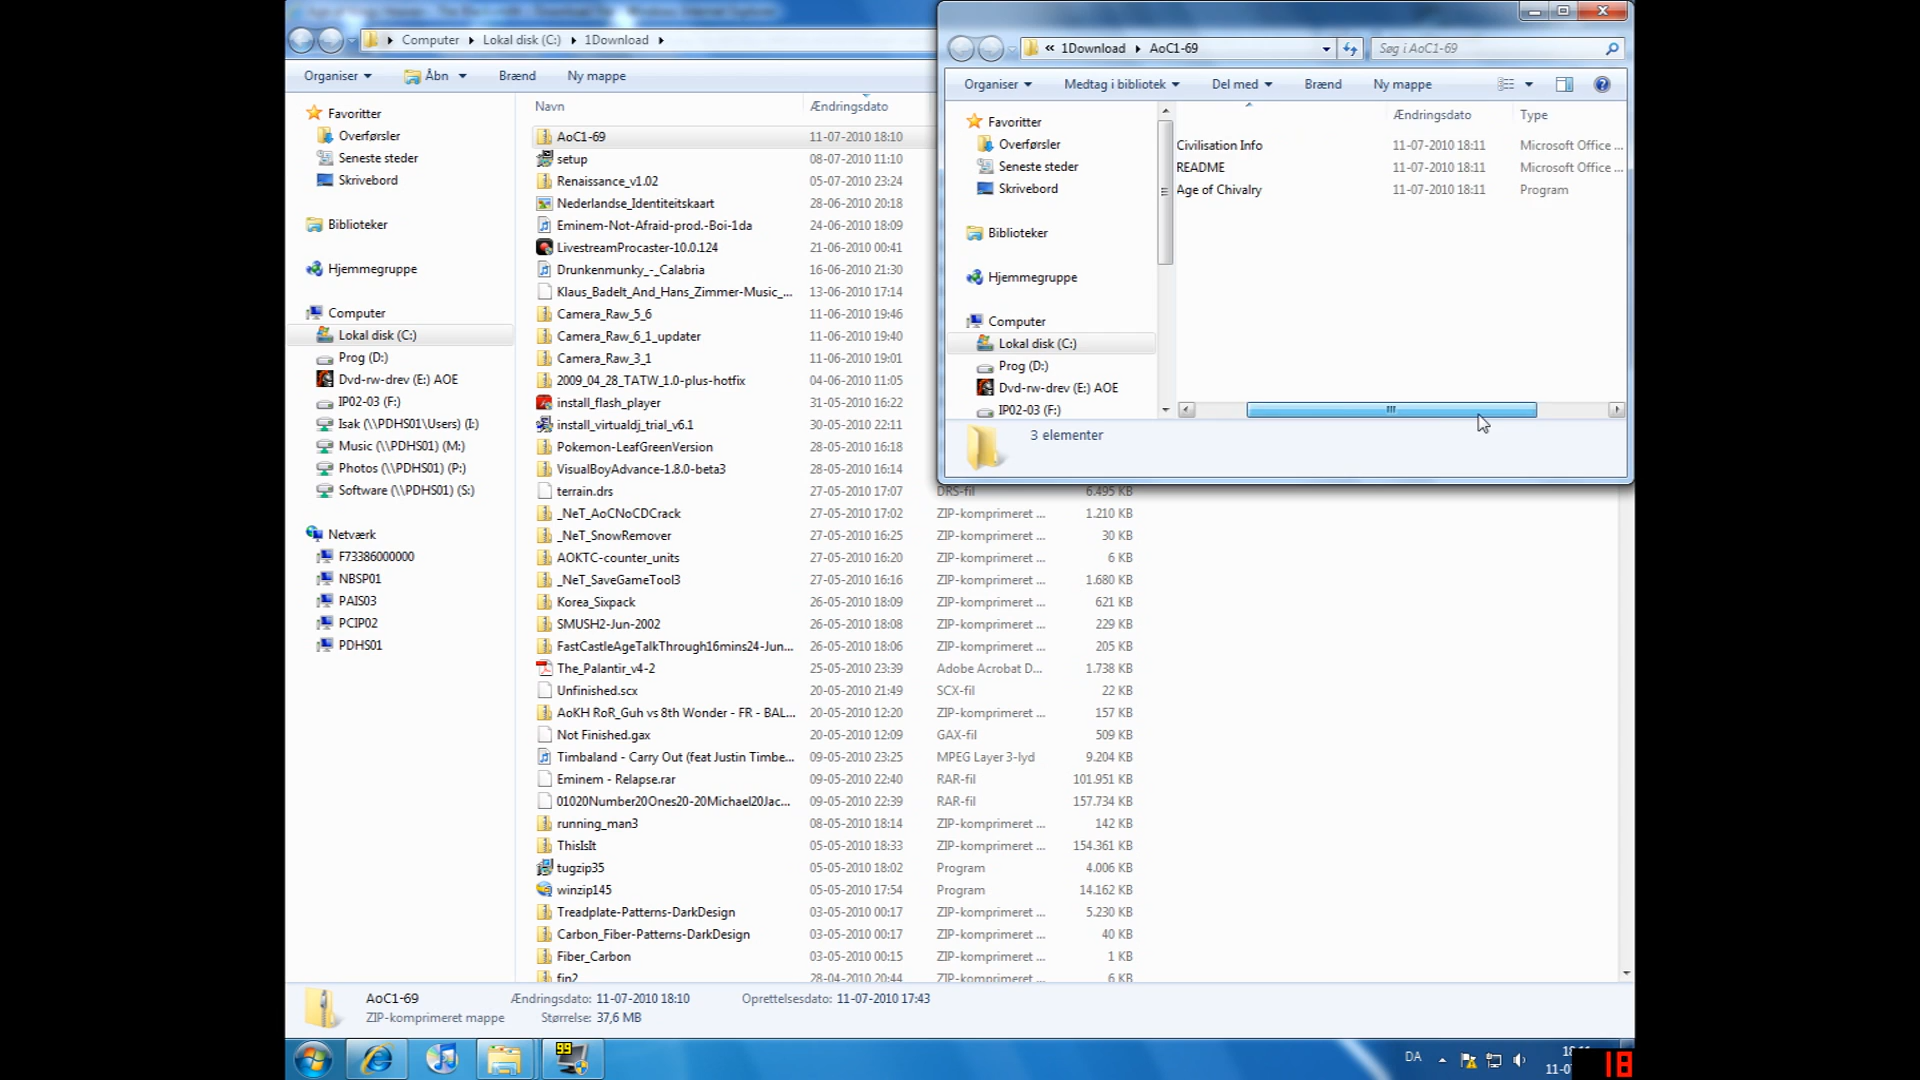 Computer ▸ Lokal disk (C:) ▸ 1Download ▸
Organiser Åbn Brænd Ny mappe
Favoritter
Overførsler
Seneste steder
Skrivebord
Biblioteker
Hjemmegruppe
Computer
Lokal disk (C:)
Prog (D:)
Dvd-rw-drev (E:) AOE
IP02-03 (F:)
Isak (\\PDHS01\Users) (I:)
Music (\\PDHS01) (M:)
Photos (\\PDHS01) (P:)
Software (\\PDHS01) (S:)
Netværk
F73386000000
NBSP01
PAIS03
PCIP02
PDHS01
Navn Ændringsdato
AoC1-69 11-07-2010 18:10
setup 08-07-2010 11:10
Renaissance_v1.02 05-07-2010 23:24
Nederlandse_Identiteitskaart 28-06-2010 20:18
Eminem-Not-Afraid-prod.-Boi-1da 24-06-2010 18:09
LivestreamProcaster-10.0.124 21-06-2010 00:41
Drunkenmunky_-_Calabria 16-06-2010 21:30
Klaus_Badelt_And_Hans_Zimmer-Music_... 13-06-2010 17:14
Camera_Raw_5_6 11-06-2010 19:46
Camera_Raw_6_1_updater 11-06-2010 19:40
Camera_Raw_3_1 11-06-2010 19:01
2009_04_28_TATW_1.0-plus-hotfix 04-06-2010 11:05
install_flash_player 31-05-2010 16:22
install_virtualdj_trial_v6.1 30-05-2010 22:11
Pokemon-LeafGreenVersion 28-05-2010 16:18
VisualBoyAdvance-1.8.0-beta3 28-05-2010 16:14
terrain.drs 27-05-2010 17:07 DRS-fil 6.495 KB
_NeT_AoCNoCDCrack 27-05-2010 17:02 ZIP-komprimeret ... 1.210 KB
_NeT_SnowRemover 27-05-2010 16:25 ZIP-komprimeret ... 30 KB
AOKTC-counter_units 27-05-2010 16:20 ZIP-komprimeret ... 6 KB
_NeT_SaveGameTool3 27-05-2010 16:16 ZIP-komprimeret ... 1.680 KB
Korea_Sixpack 26-05-2010 18:09 ZIP-komprimeret ... 621 KB
SMUSH2-Jun-2002 26-05-2010 18:08 ZIP-komprimeret ... 229 KB
FastCastleAgeTalkThrough16mins24-Jun... 26-05-2010 18:06 ZIP-komprimeret ... 205 KB
The_Palantir_v4-2 25-05-2010 23:39 Adobe Acrobat D... 1.738 KB
Unfinished.scx 20-05-2010 21:49 SCX-fil 22 KB
AoKH RoR_Guh vs 8th Wonder - FR - BAL... 20-05-2010 12:20 ZIP-komprimeret ... 157 KB
Not Finished.gax 20-05-2010 12:09 GAX-fil 509 KB
Timbaland - Carry Out (feat Justin Timbe... 09-05-2010 23:25 MPEG Layer 3-lyd 9.204 KB
Eminem - Relapse.rar 09-05-2010 22:40 RAR-fil 101.951 KB
01020Number20Ones20-20Michael20Jac... 09-05-2010 22:39 RAR-fil 157.734 KB
running_man3 08-05-2010 18:14 ZIP-komprimeret ... 142 KB
ThisIsIt 05-05-2010 18:33 ZIP-komprimeret ... 154.361 KB
tugzip35 05-05-2010 18:02 Program 4.006 KB
winzip145 05-05-2010 17:54 Program 14.162 KB
Treadplate-Patterns-DarkDesign 03-05-2010 00:17 ZIP-komprimeret ... 5.230 KB
Carbon_Fiber-Patterns-DarkDesign 03-05-2010 00:17 ZIP-komprimeret ... 40 KB
Fiber_Carbon 03-05-2010 00:15 ZIP-komprimeret ... 1 KB
fip2 28-04-2010 20:44 ZIP-komprimeret ... 6 KB
AoC1-69 Ændringsdato: 11-07-2010 18:10 Oprettelsesdato: 11-07-2010 17:43
ZIP-komprimeret mappe Størrelse: 37,6 MB
« 1Download ▸ AoC1-69 Søg i AoC1-69
Organiser Medtag i bibliotek Del med Brænd Ny mappe
Favoritter
Overførsler
Seneste steder
Skrivebord
Biblioteker
Hjemmegruppe
Computer
Lokal disk (C:)
Prog (D:)
Dvd-rw-drev (E:) AOE
IP02-03 (F:)
Ændringsdato Type
Civilisation Info 11-07-2010 18:11 Microsoft Office ...
README 11-07-2010 18:11 Microsoft Office ...
Age of Chivalry 11-07-2010 18:11 Program
3 elementer
99
DA
18